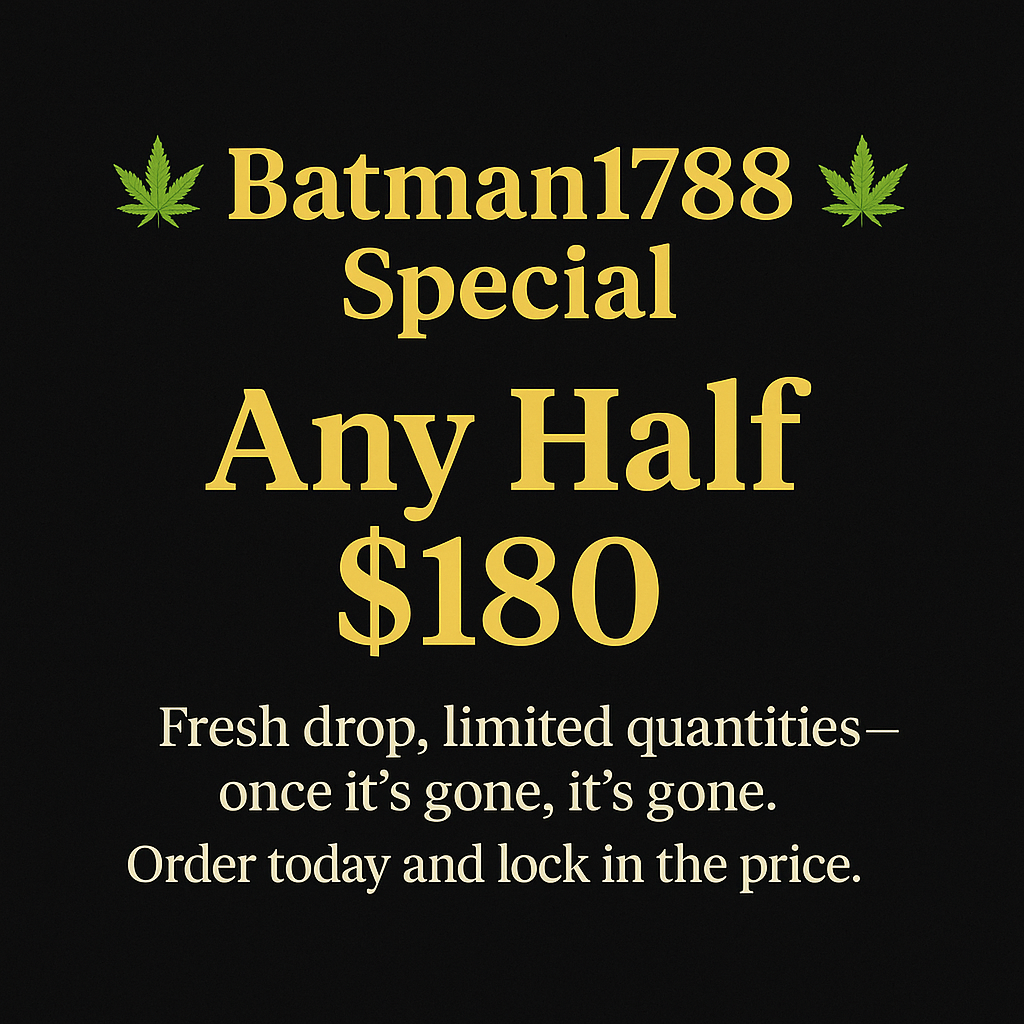 Batman1788
Special
Any Half
$180
Fresh drop, limited quantities—
once it’s gone, it’s gone.
Order today and lock in the price.